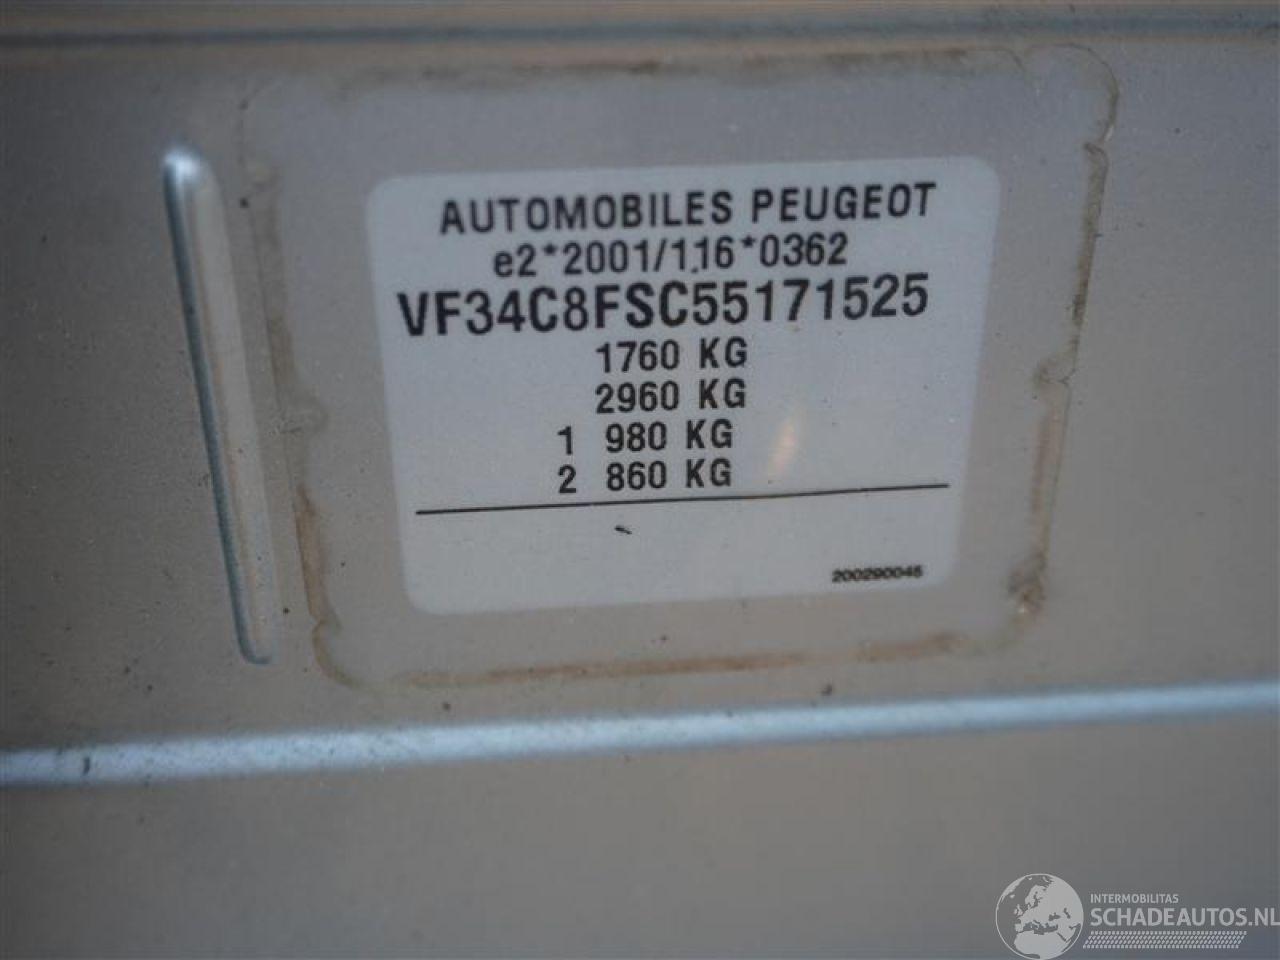 AUTOMOBILES PEUGEOT
e2*2001/116*0362
VF34C8FSC55171525
1760 KG
2960 KG
1 980 KG
2 860 KG
200290045
INTERMOBILITAS
SCHADEAUTOS.NL